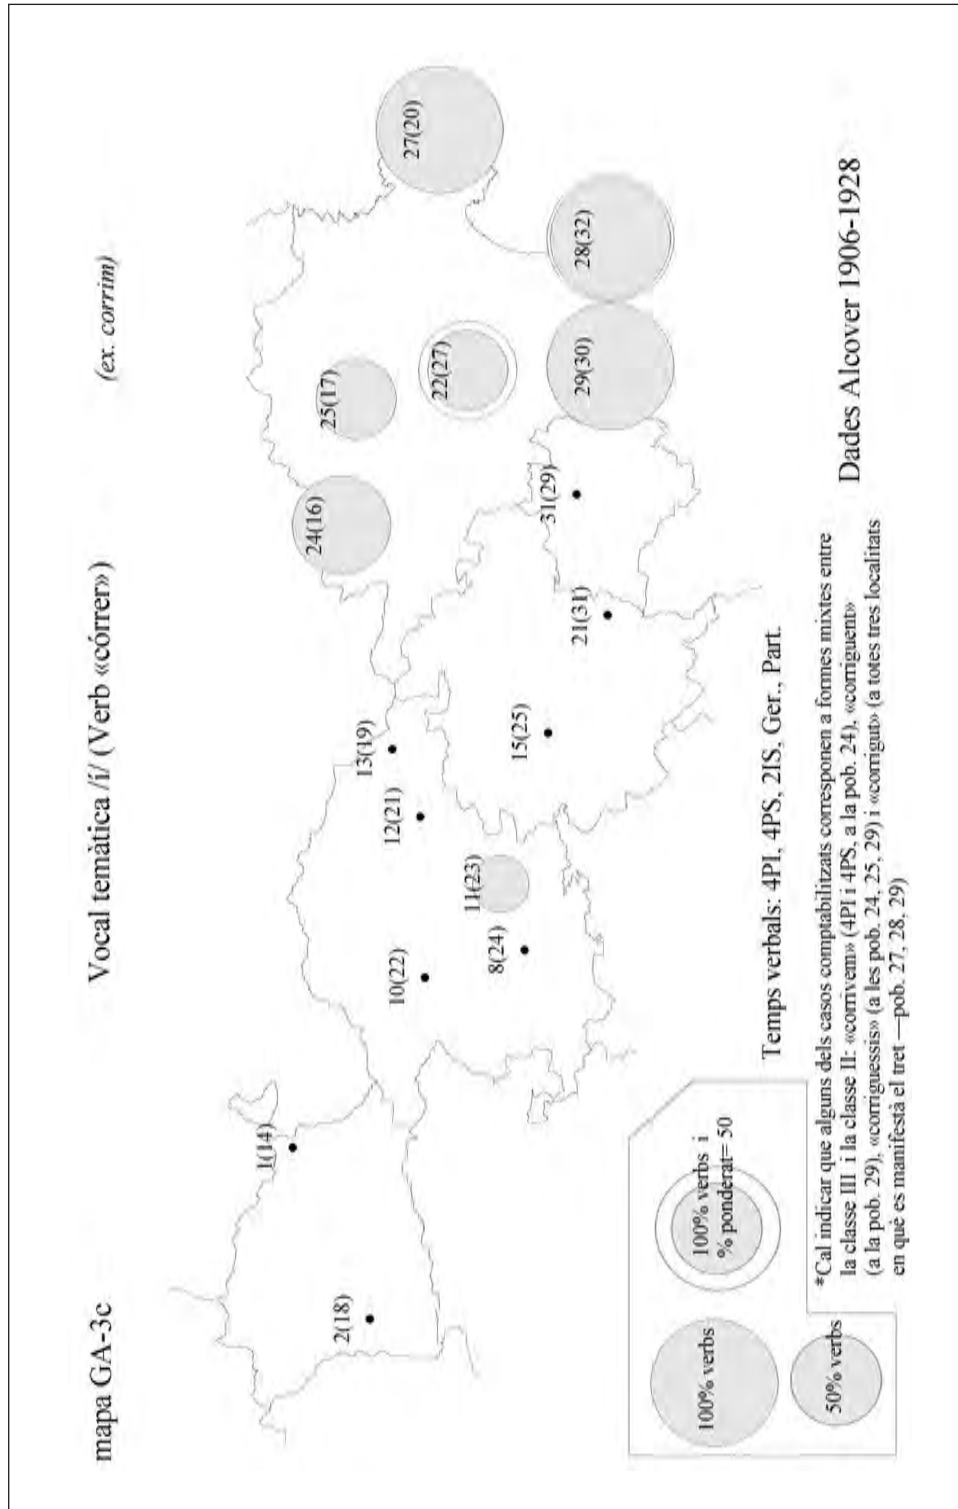 mapa GA-3c
Vocal temàtica /í/ (Verb «córrer»)
(ex. corrim)
1(14)
2(18)
10(22)
8(24)
11(23)
12(21)
13(19)
15(25)
21(31)
31(29)
24(16)
25(17)
22(27)
29(30)
28(32)
27(20)
100% verbs
50% verbs
100% verbs i
% ponderat= 50
Temps verbals: 4PI, 4PS, 2IS, Ger., Part.
Dades Alcover 1906-1928
*Cal indicar que alguns dels casos comptabilitzats corresponen a formes mixtes entre
la classe III i la classe II: «corrivem» (4PI i 4PS, a la pob. 24), «corriguent»
(a la pob. 29), «corriguessis» (a les pob. 24, 25, 29) i «corrigut» (a totes tres localitats
en què es manifestà el tret —pob. 27, 28, 29)